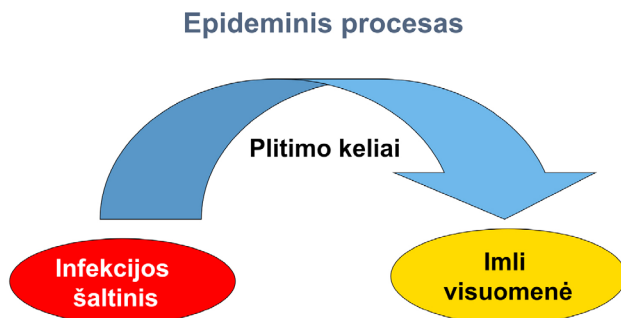 Epideminis procesas
Plitimo keliai
Infekcijos
šaltinis
Imli
visuomenė